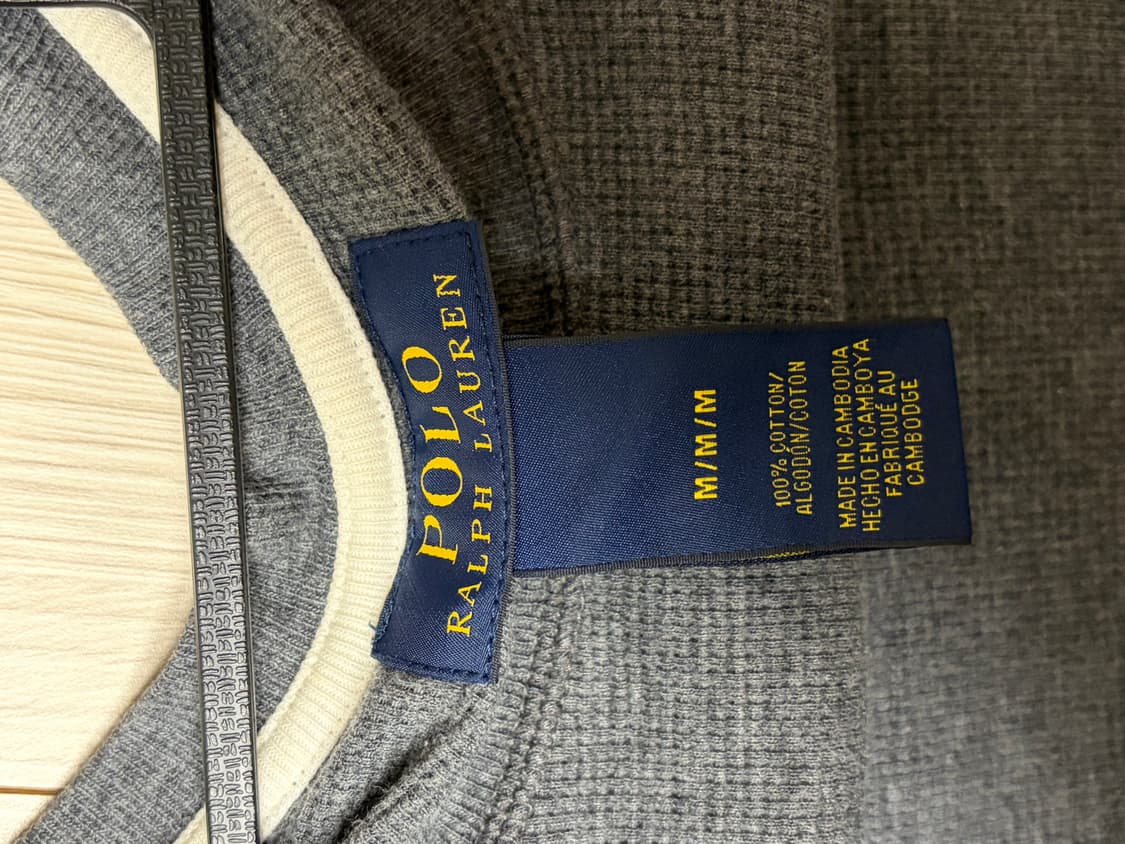 POLO
RALPH LAUREN
M/M/M
100% COTTON/
ALGODÓN/COTON
MADE IN CAMBODIA
HECHO EN CAMBOYA
FABRIQUÉ AU
CAMBODGE